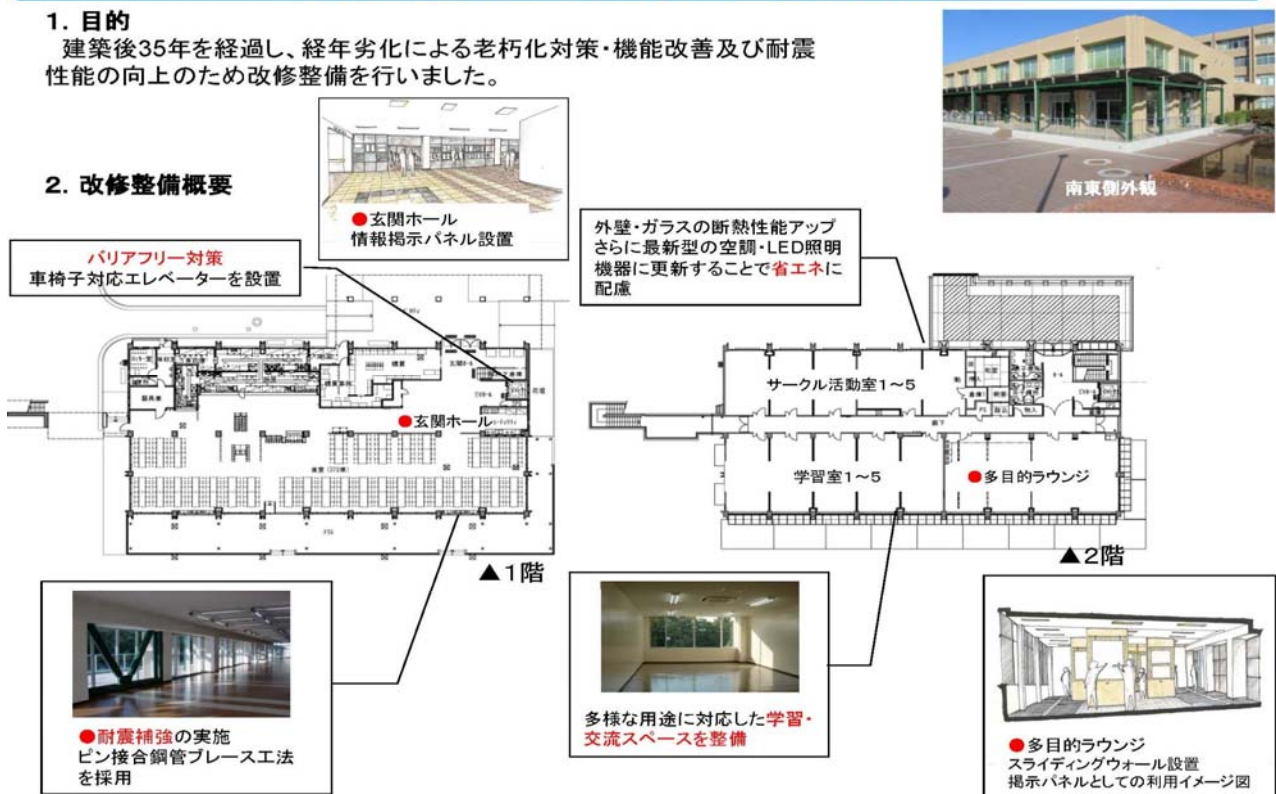 1. 目的
建築後35年を経過し、経年劣化による老朽化対策・機能改善及び耐震
性能の向上のため改修整備を行いました。
南東側外観
2. 改修整備概要
●玄関ホール
情報掲示パネル設置
外壁・ガラスの断熱性能アップ
さらに最新型の空調・LED照明
機器に更新することで省エネに
配慮
バリアフリー対策
車椅子対応エレベーターを設置
●玄関ホール
▲1階
サークル活動室1～5
廊下
学習室1～5
●多目的ラウンジ
▲2階
●耐震補強の実施
ピン接合鋼管ブレース工法
を採用
多様な用途に対応した学習・
交流スペースを整備
●多目的ラウンジ
スライディングウォール設置
掲示パネルとしての利用イメージ図